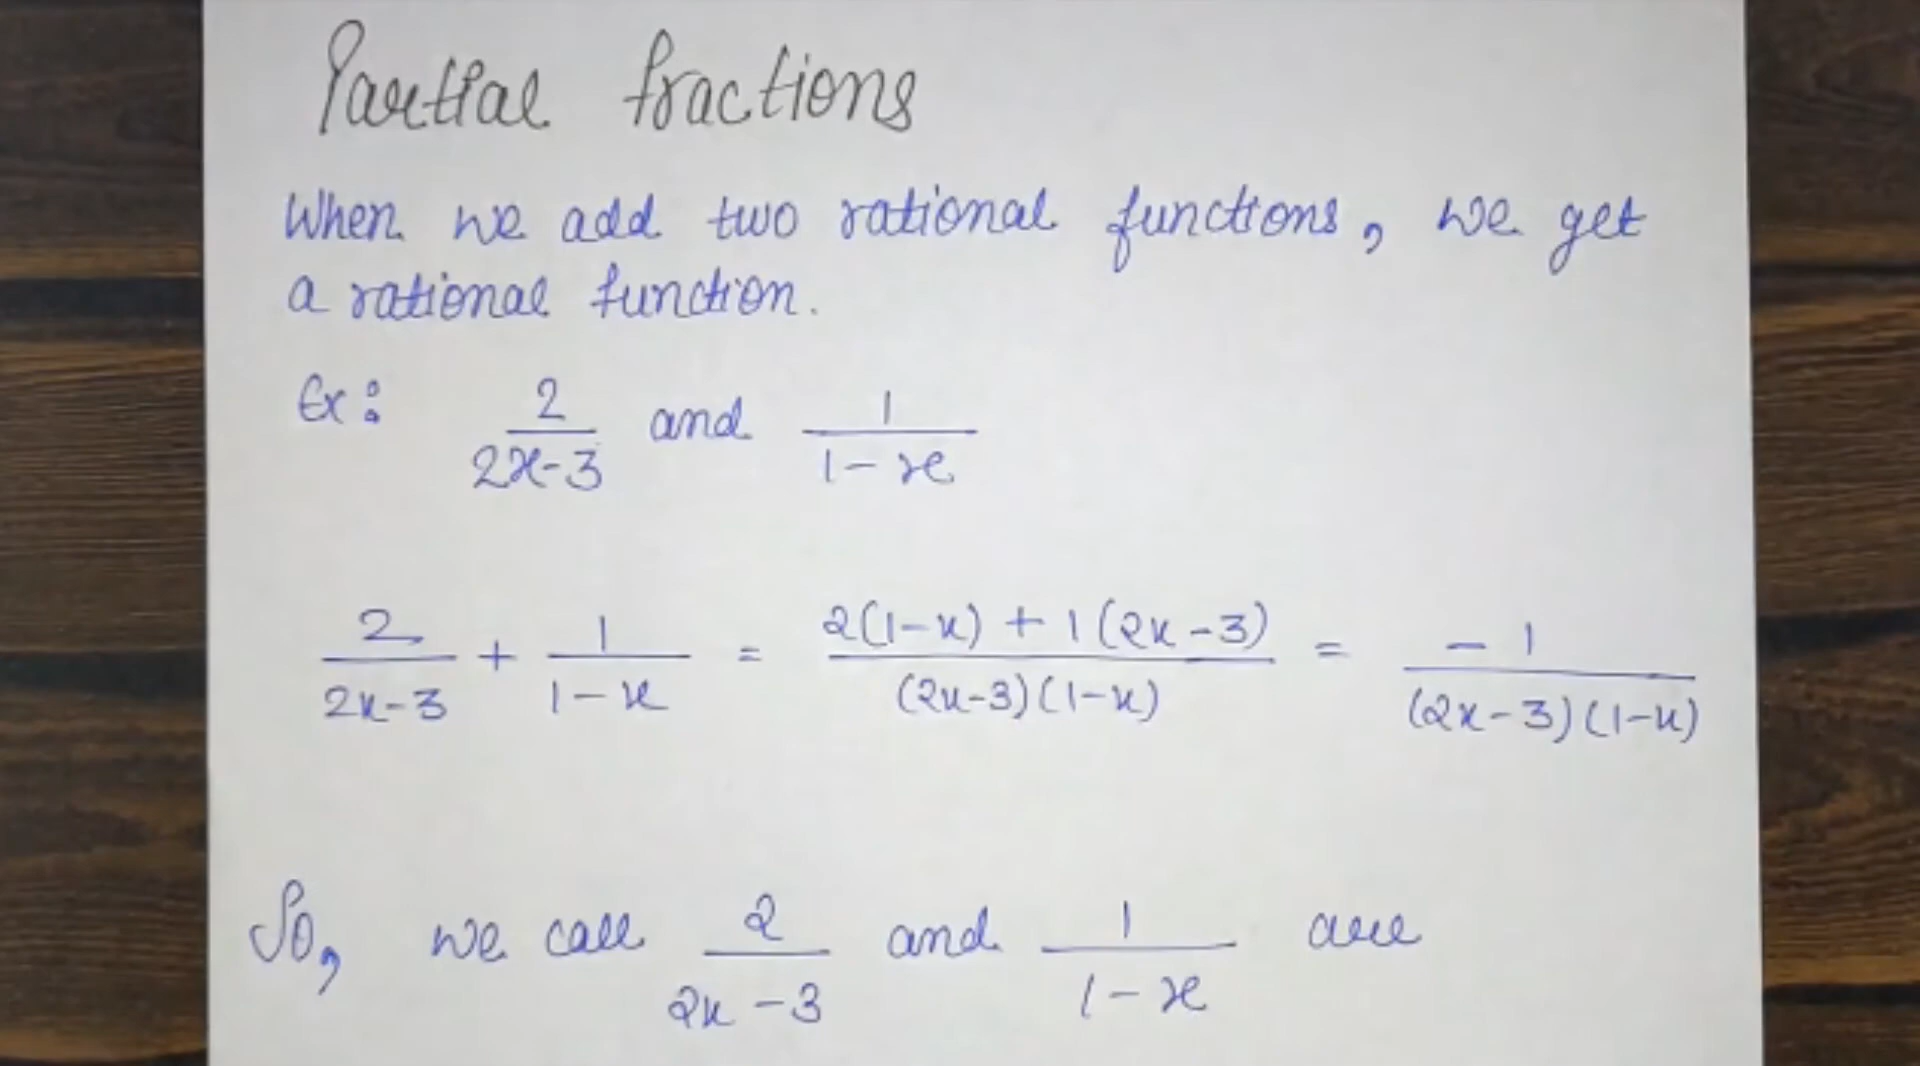 Partial fractions
When we add two rational functions, we get
a rational function.
Ex: 2/(2x-3) and 1/(1-x)
2/(2x-3) + 1/(1-x) = (2(1-x) + 1(2x-3))/((2x-3)(1-x)) = -1/((2x-3)(1-x))
So, we call 2/(2x-3) and 1/(1-x) are